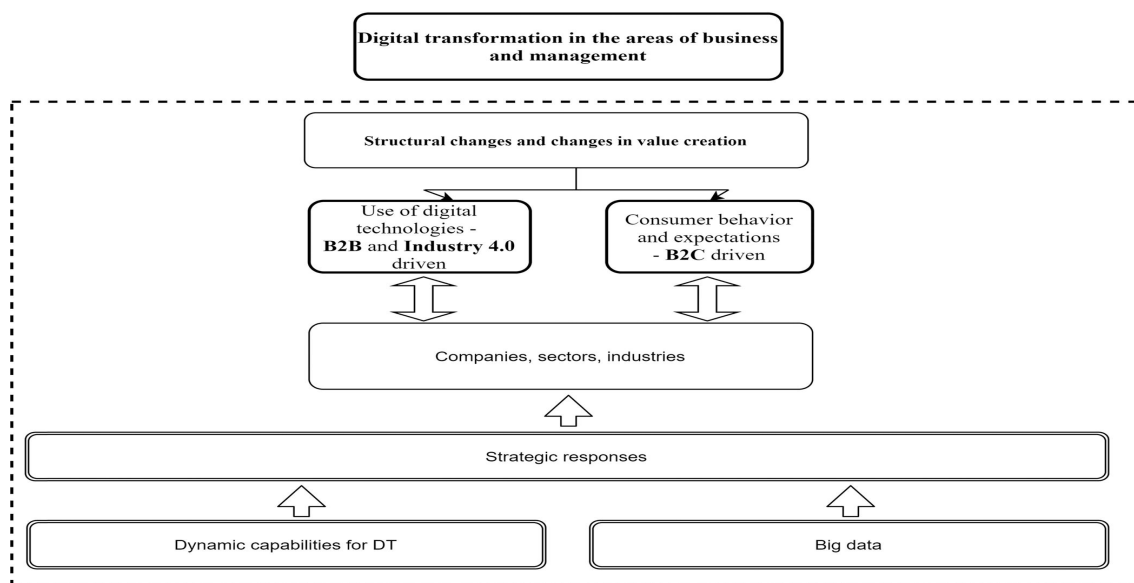 Digital transformation in the areas of business
and management
Structural changes and changes in value creation
Use of digital
technologies -
B2B and Industry 4.0
driven
Consumer behavior
and expectations
- B2C driven
Companies, sectors, industries
Strategic responses
Dynamic capabilities for DT
Big data